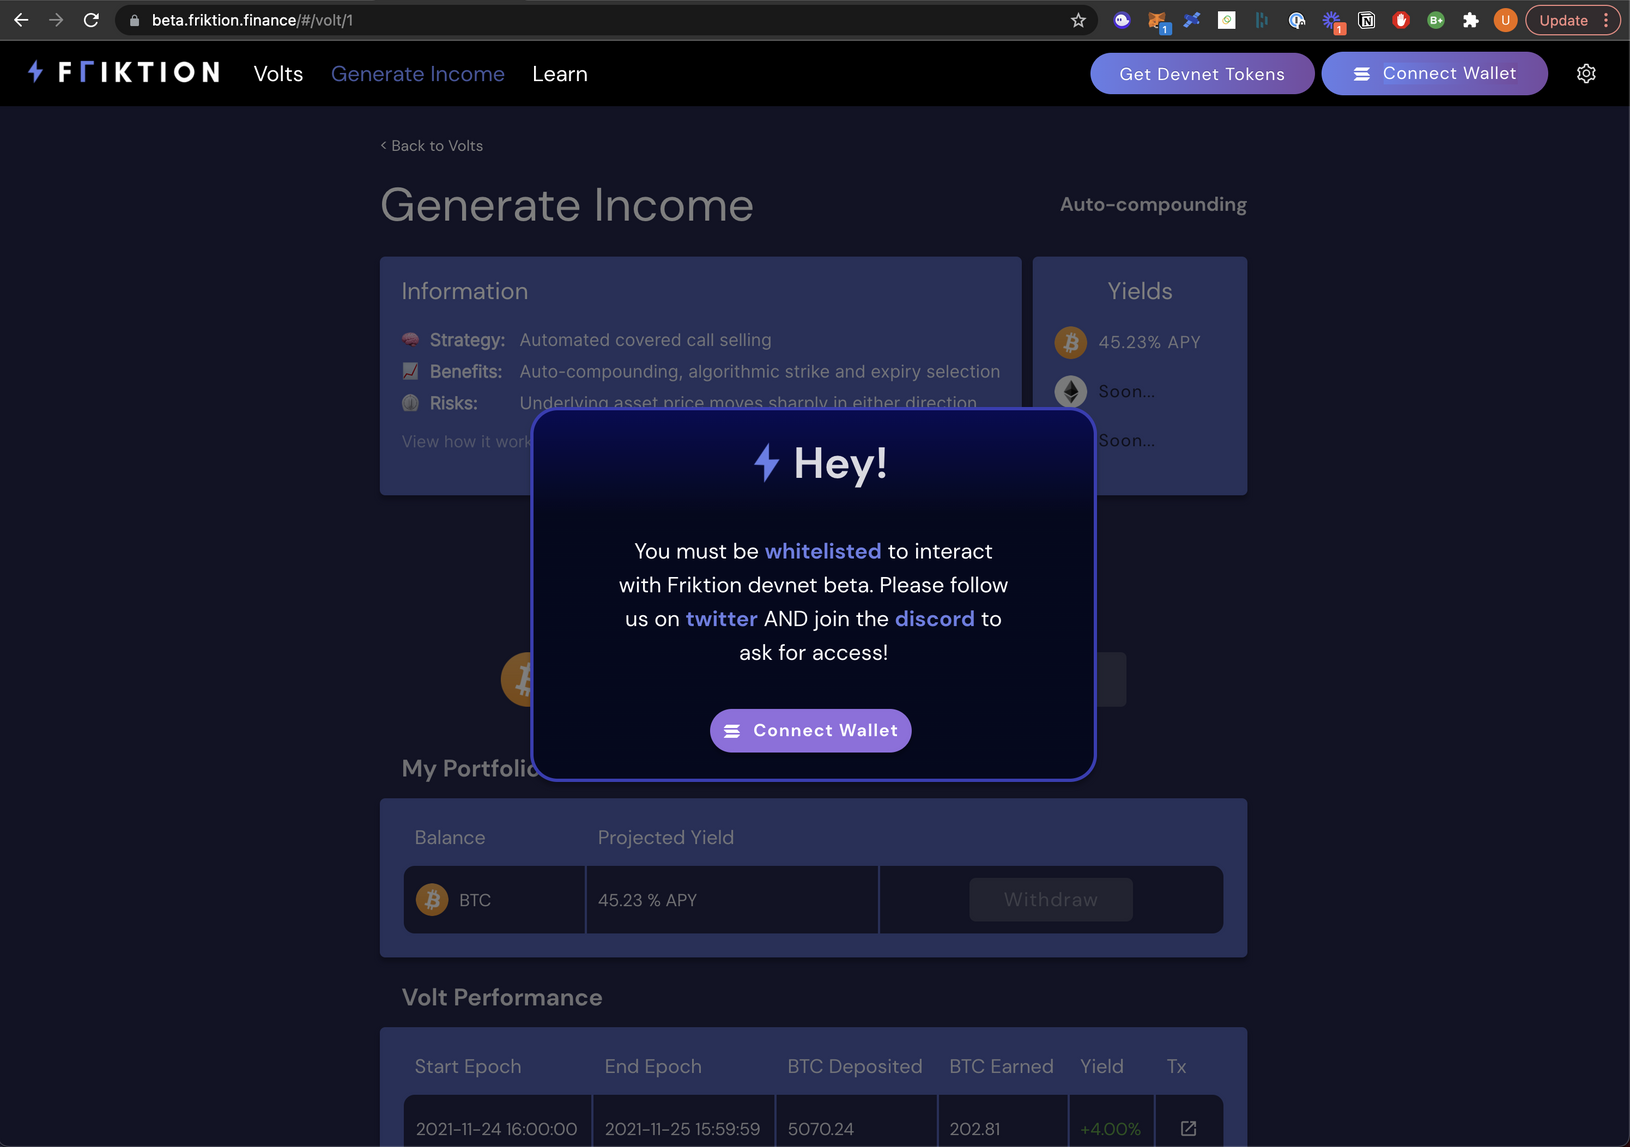 beta.friktion.finance/#/volt/1
1
1
B+
U
Update
FRIKTION
Volts
Generate Income
Learn
Get Devnet Tokens
Connect Wallet
< Back to Volts
Generate Income
Auto-compounding
Information
Strategy: Automated covered call selling
Benefits: Auto-compounding, algorithmic strike and expiry selection
Risks: Underlying asset price moves sharply in either direction
View how it work
Yields
45.23% APY
Soon...
Soon...
Hey!
You must be whitelisted to interact
with Friktion devnet beta. Please follow
us on twitter AND join the discord to
ask for access!
Connect Wallet
My Portfolio
Balance Projected Yield
BTC 45.23 % APY Withdraw
Volt Performance
Start Epoch End Epoch BTC Deposited BTC Earned Yield Tx
2021-11-24 16:00:00 2021-11-25 15:59:59 5070.24 202.81 +4.00%